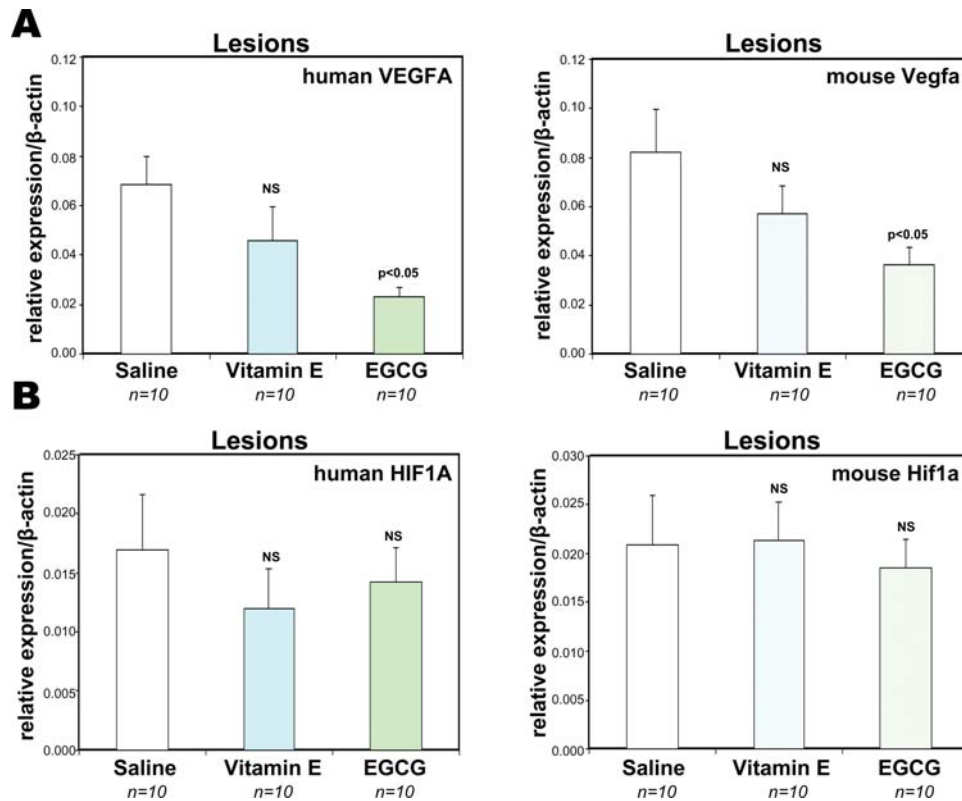 A
Lesions
human VEGFA
relative expression/β-actin
0.12
0.10
0.08
0.06
0.04
0.02
0.00
NS
p<0.05
Saline Vitamin E EGCG
n=10 n=10 n=10
Lesions
mouse Vegfa
relative expression/β-actin
0.12
0.10
0.08
0.06
0.04
0.02
0.00
NS
p<0.05
Saline Vitamin E EGCG
n=10 n=10 n=10
B
Lesions
human HIF1A
relative expression/β-actin
0.025
0.020
0.015
0.010
0.005
0.000
NS
NS
Saline Vitamin E EGCG
n=10 n=10 n=10
Lesions
mouse Hif1a
relative expression/β-actin
0.030
0.025
0.020
0.015
0.010
0.005
0.000
NS
NS
Saline Vitamin E EGCG
n=10 n=10 n=10